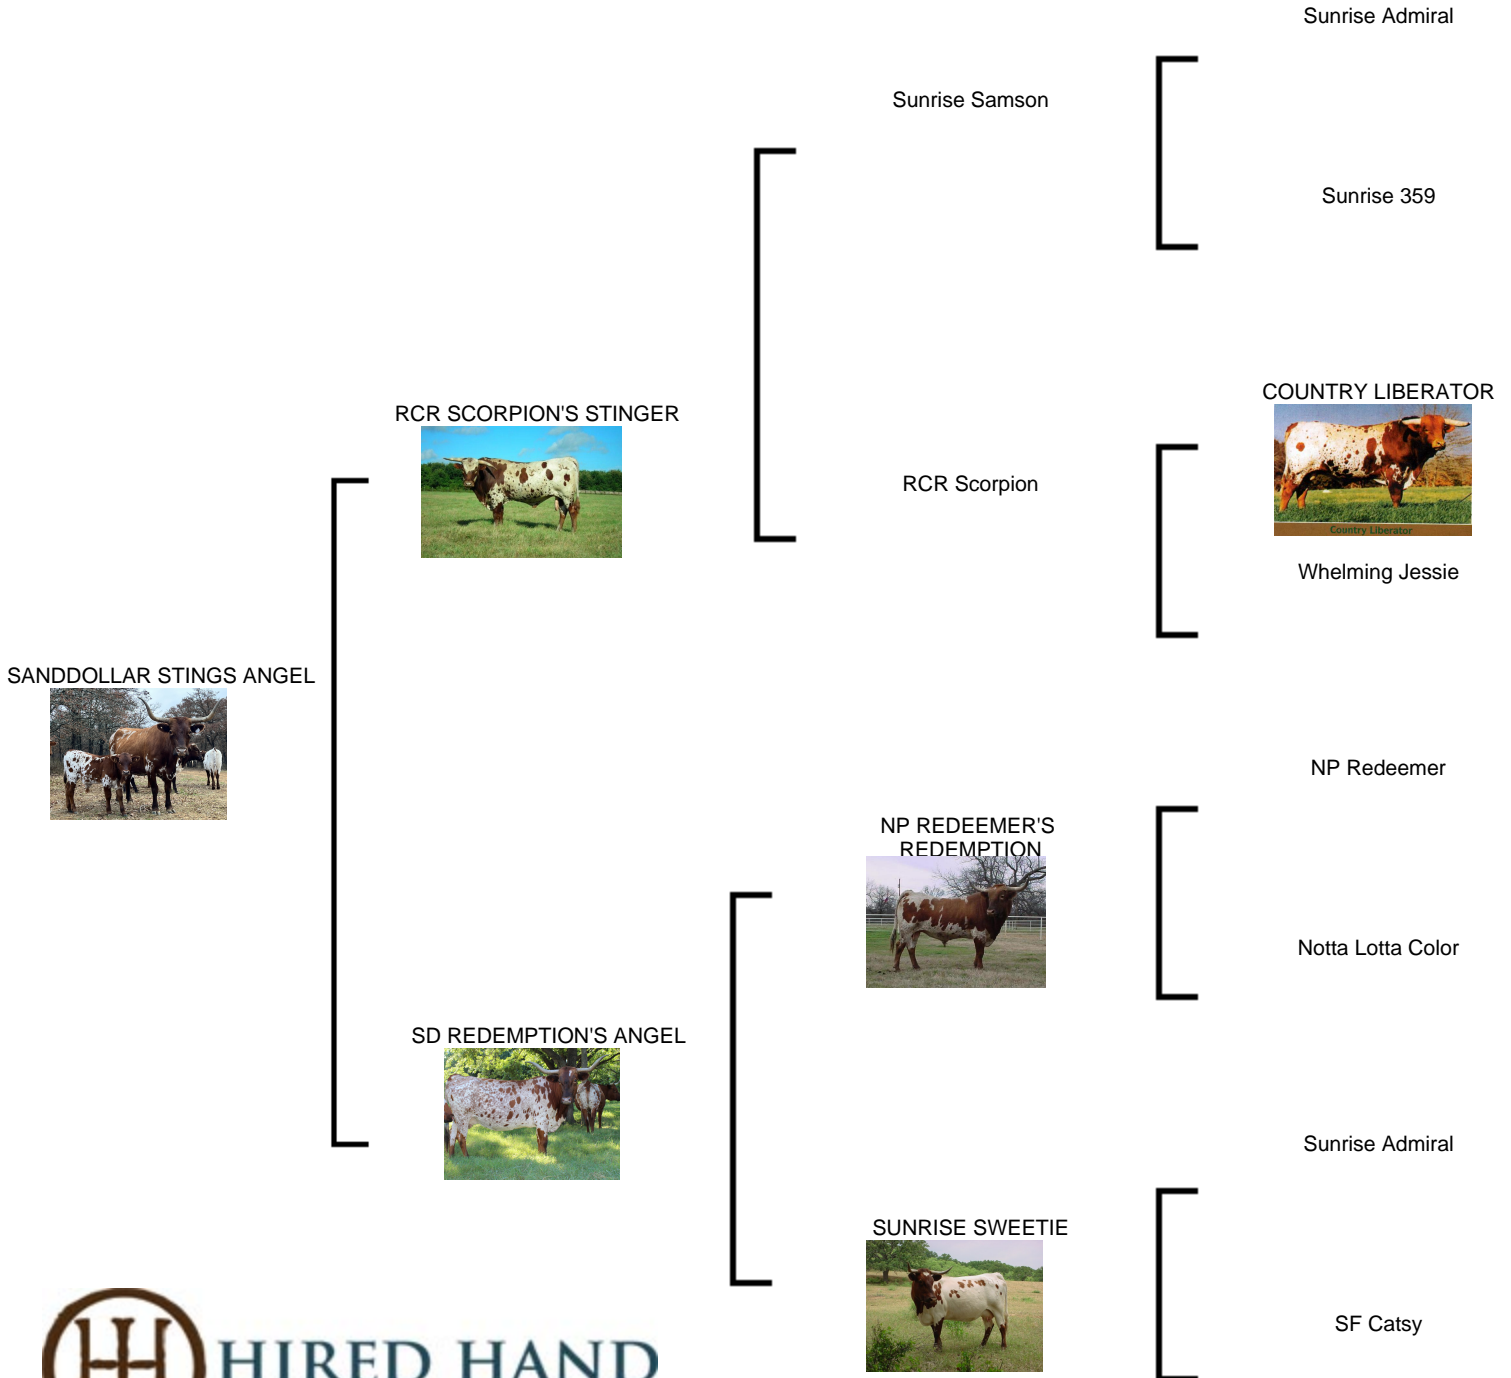 Sunrise Admiral
Sunrise Samson
Sunrise 359
COUNTRY LIBERATOR
RCR SCORPION'S STINGER
RCR Scorpion
Country Liberator
Whelming Jessie
SANDDOLLAR STINGS ANGEL
NP Redeemer
NP REDEEMER'S
REDEMPTION
Notta Lotta Color
SD REDEMPTION'S ANGEL
Sunrise Admiral
SUNRISE SWEETIE
SF Catsy
HIRED HAND